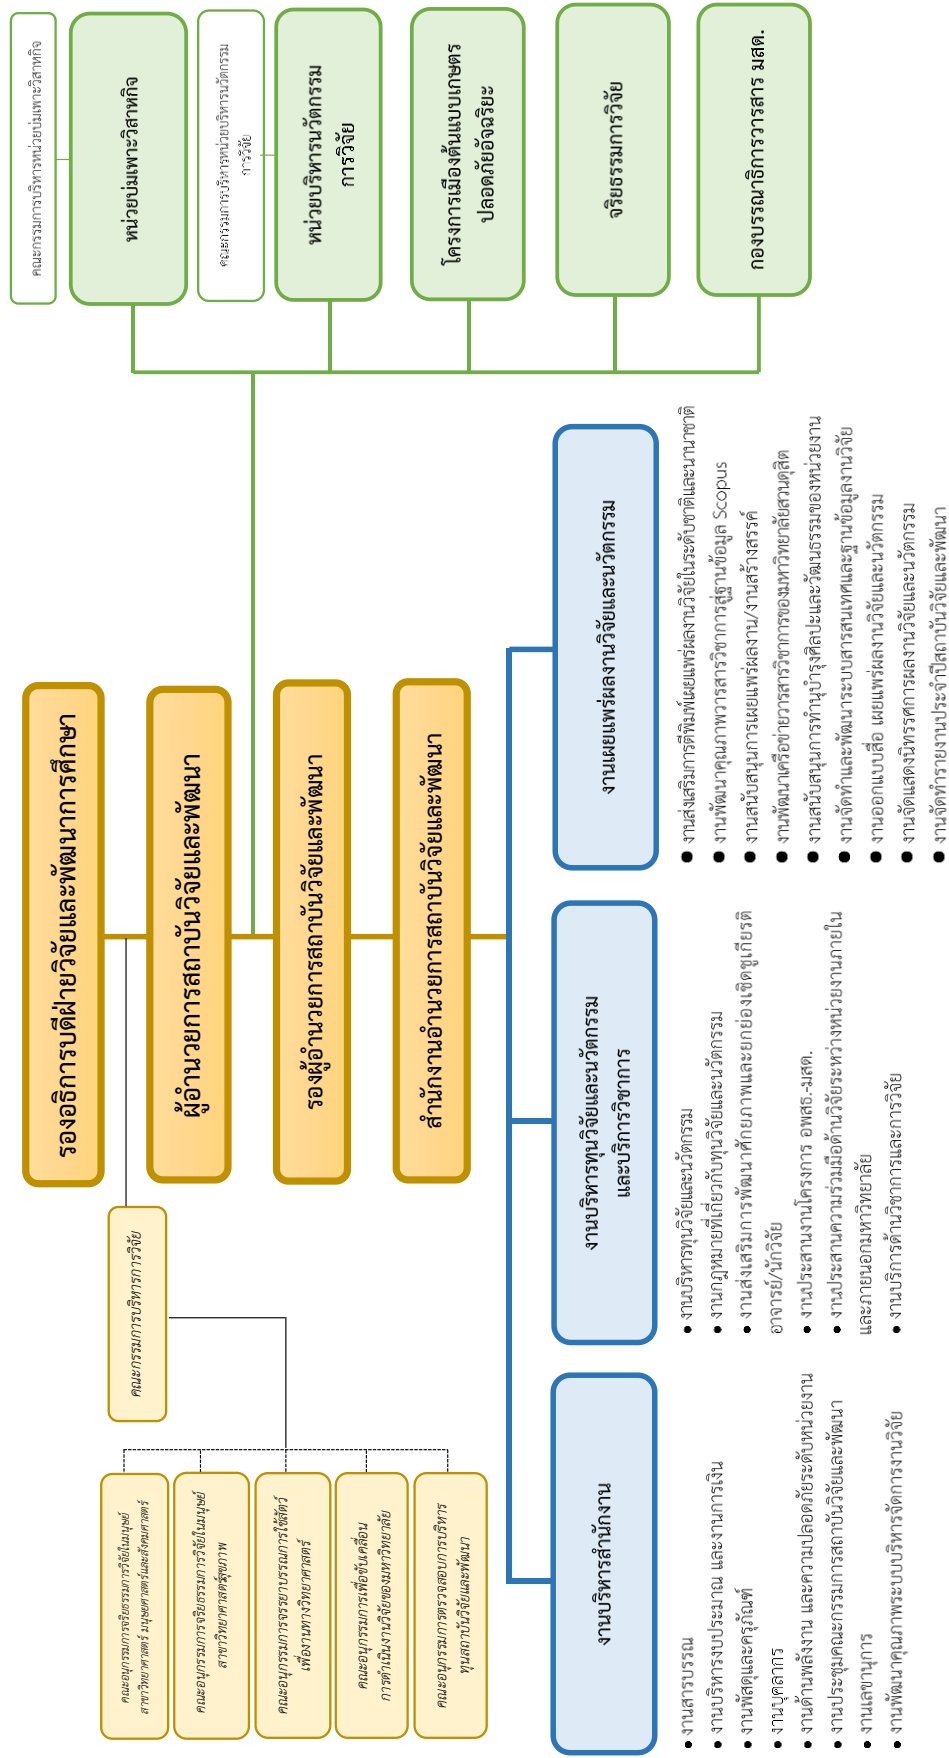 รองอธิการบดีฝ่ายวิจัยและพัฒนาการศึกษา
คณะกรรมการบริหารการวิจัย
ผู้อำนวยการสถาบันวิจัยและพัฒนา
รองผู้อำนวยการสถาบันวิจัยและพัฒนา
สำนักงานอำนวยการสถาบันวิจัยและพัฒนา
คณะอนุกรรมการจริยธรรมการวิจัยในมนุษย์
สาขาวิทยาศาสตร์ มนุษยศาสตร์และสังคมศาสตร์
คณะอนุกรรมการจริยธรรมการวิจัยในมนุษย์
สาขาวิทยาศาสตร์สุขภาพ
คณะอนุกรรมการจรรยาบรรณการใช้สัตว์
เพื่องานทางวิทยาศาสตร์
คณะอนุกรรมการเพื่อขับเคลื่อน
การดำเนินงานวิจัยของมหาวิทยาลัย
คณะอนุกรรมการตรวจสอบการบริหาร
ทุนสถาบันวิจัยและพัฒนา
คณะกรรมการบริหารหน่วยบ่มเพาะวิสาหกิจ
หน่วยบ่มเพาะวิสาหกิจ
คณะกรรมการบริหารหน่วยบริหารนวัตกรรม
การวิจัย
หน่วยบริหารนวัตกรรม
การวิจัย
โครงการเมืองต้นแบบเกษตร
ปลอดภัยอัจฉริยะ
จริยธรรมการวิจัย
กองบรรณาธิการวารสาร มสด.
งานบริหารสำนักงาน
● งานสารบรรณ
● งานบริหารงบประมาณ และงานการเงิน
● งานพัสดุและครุภัณฑ์
● งานบุคลากร
● งานด้านพลังงาน และความปลอดภัยระดับหน่วยงาน
● งานประชุมคณะกรรมการสถาบันวิจัยและพัฒนา
● งานเลขานุการ
● งานพัฒนาคุณภาพระบบบริหารจัดการงานวิจัย
งานบริหารทุนวิจัยและนวัตกรรม
และบริการวิชาการ
● งานบริหารทุนวิจัยและนวัตกรรม
● งานกฎหมายที่เกี่ยวกับทุนวิจัยและนวัตกรรม
● งานส่งเสริมการพัฒนาศักยภาพและยกย่องเชิดชูเกียรติ
อาจารย์/นักวิจัย
● งานประสานงานโครงการ อพสธ.-มสด.
● งานประสานความร่วมมือด้านวิจัยระหว่างหน่วยงานภายใน
และภายนอกมหาวิทยาลัย
● งานบริการด้านวิชาการและการวิจัย
งานเผยแพร่ผลงานวิจัยและนวัตกรรม
● งานส่งเสริมการตีพิมพ์เผยแพร่ผลงานวิจัยในระดับชาติและนานาชาติ
● งานพัฒนาคุณภาพวารสารวิชาการสู่ฐานข้อมูล Scopus
● งานสนับสนุนการเผยแพร่ผลงาน/งานสร้างสรรค์
● งานพัฒนาเครือข่ายวารสารวิชาการของมหาวิทยาลัยสวนดุสิต
● งานสนับสนุนการทำนุบำรุงศิลปะและวัฒนธรรมของหน่วยงาน
● งานจัดทำและพัฒนาระบบสารสนเทศและฐานข้อมูลงานวิจัย
● งานออกแบบสื่อ เผยแพร่ผลงานวิจัยและนวัตกรรม
● งานจัดแสดงนิทรรศการผลงานวิจัยและนวัตกรรม
● งานจัดทำรายงานประจำปีสถาบันวิจัยและพัฒนา